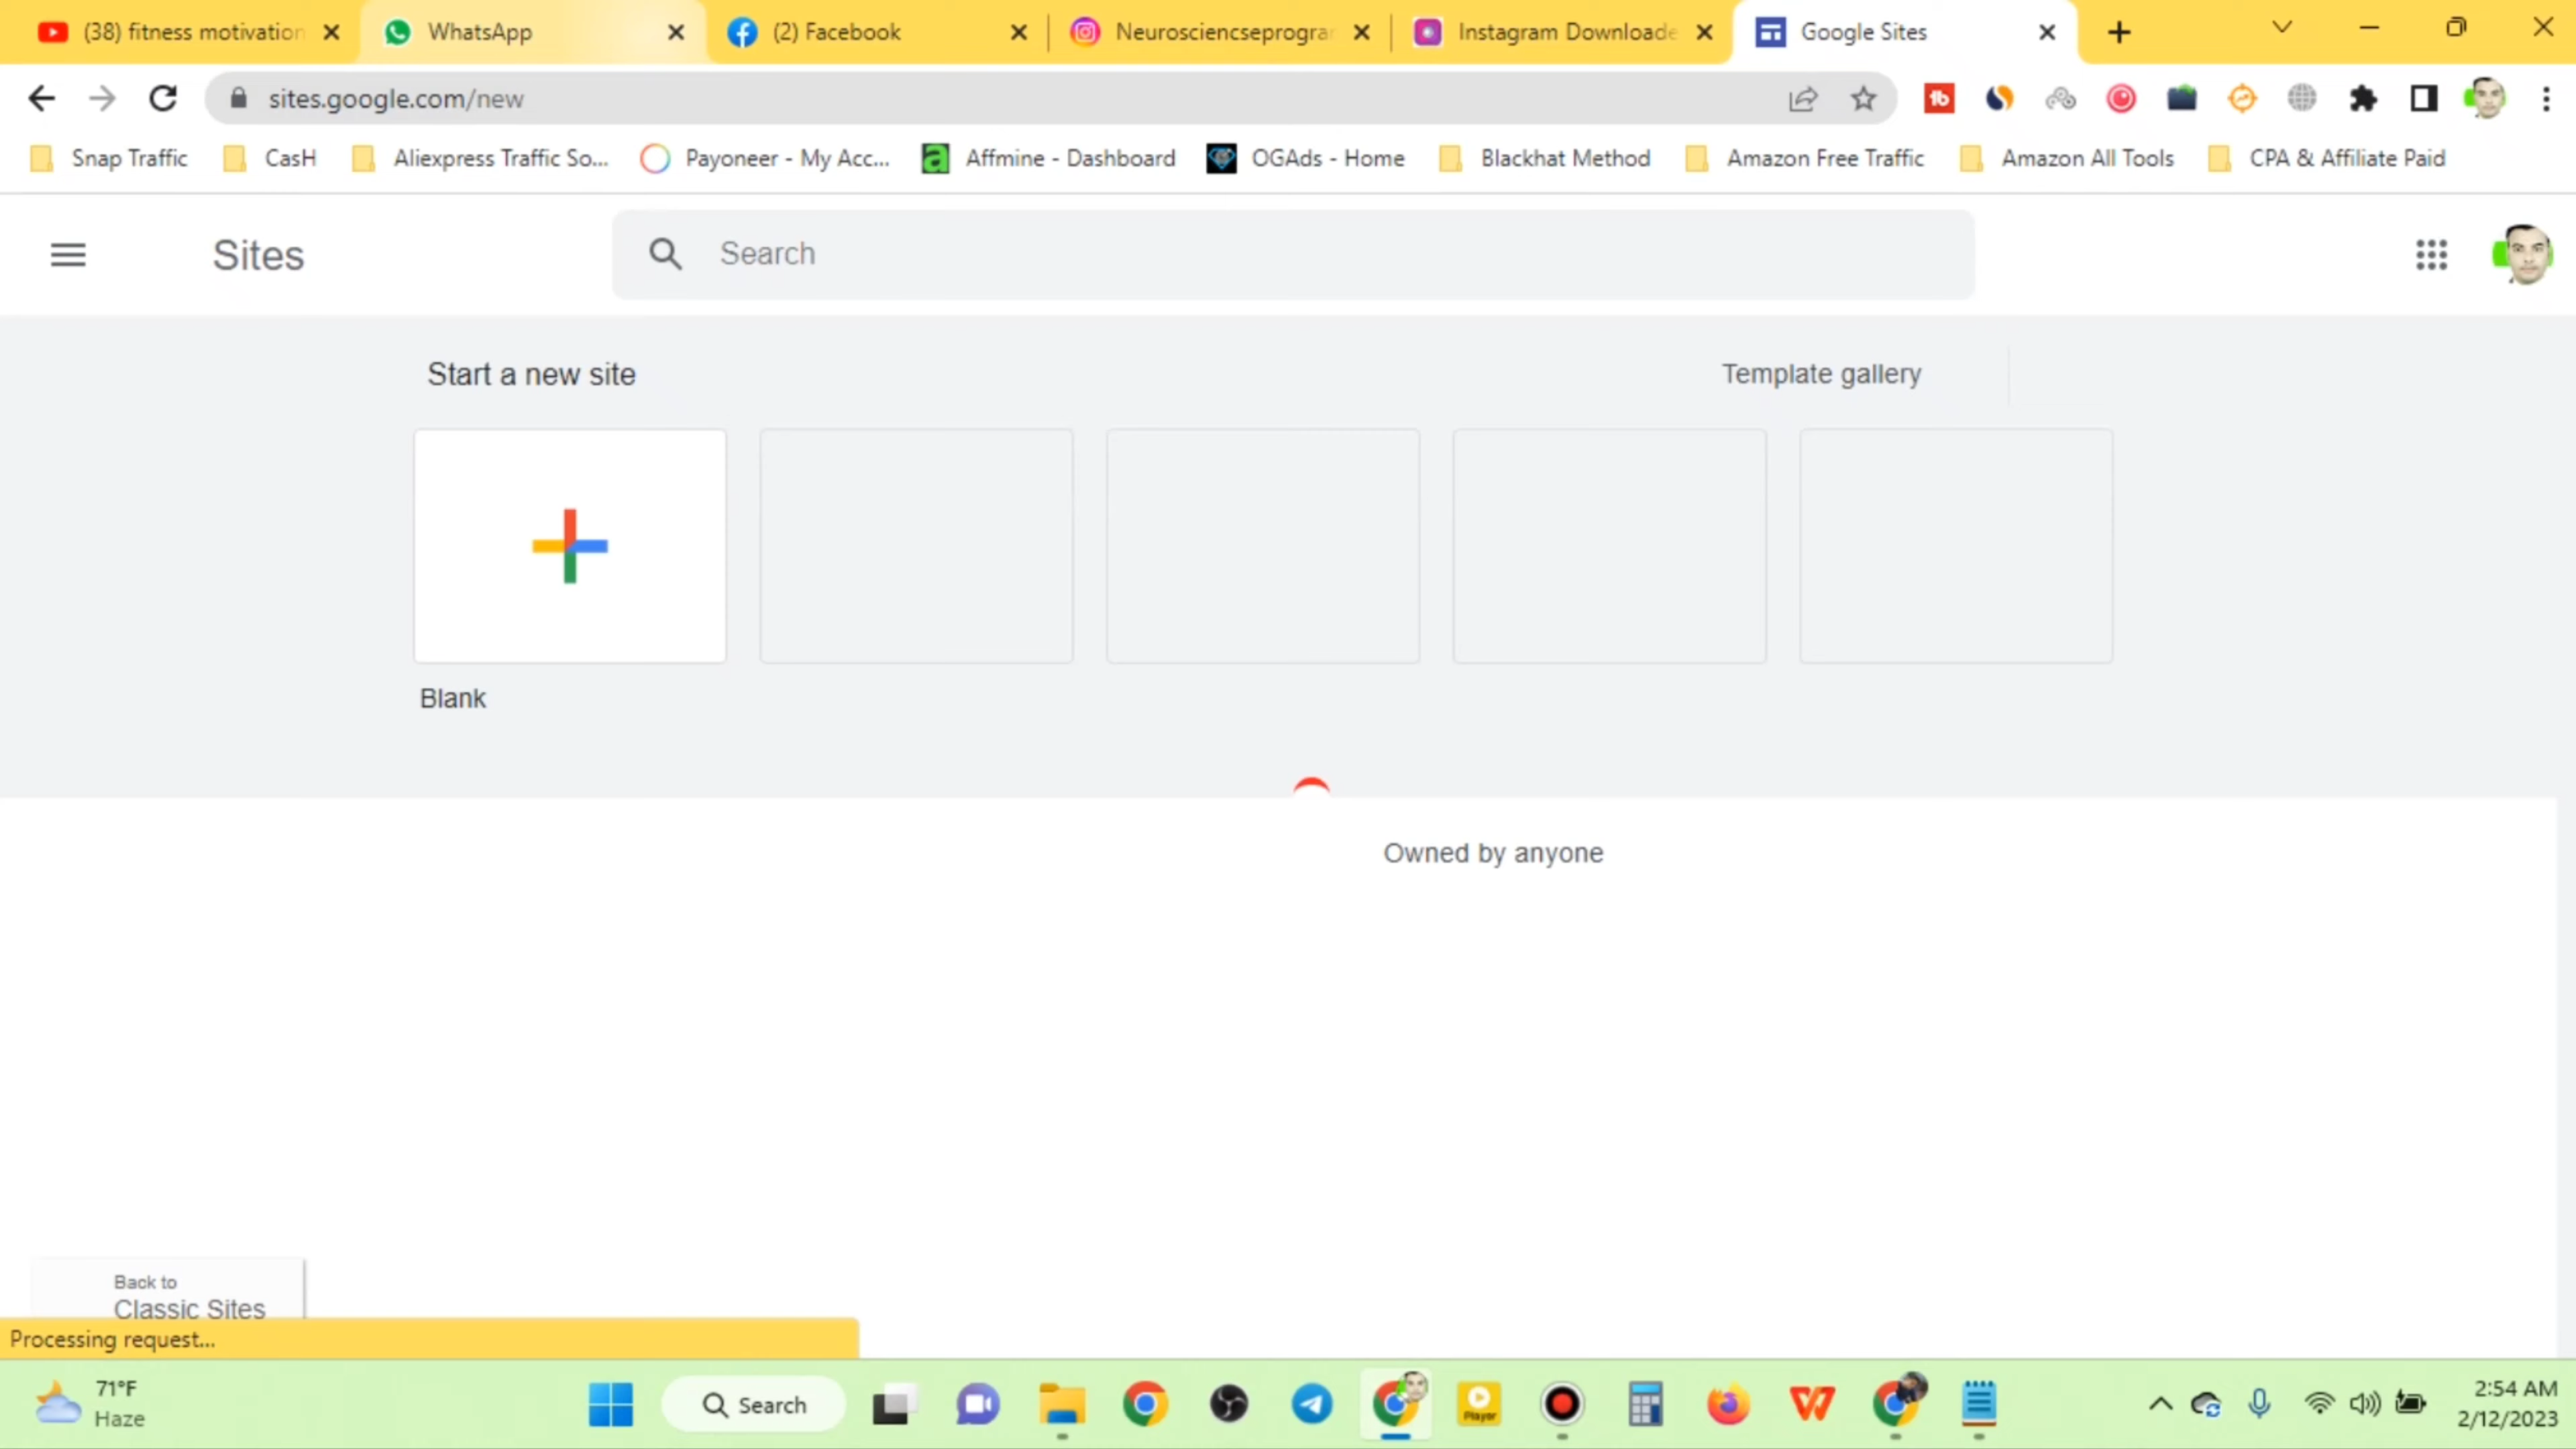 (38) fitness motivation
WhatsApp
(2) Facebook
Neurosciencseprogra
Instagram Downloade
Google Sites
sites.google.com/new
Snap Traffic
CasH
Aliexpress Traffic So...
Payoneer - My Acc...
Affmine - Dashboard
OGAds - Home
Blackhat Method
Amazon Free Traffic
Amazon All Tools
CPA & Affiliate Paid
Sites
Search
Start a new site
Template gallery
Blank
Owned by anyone
Back to
Classic Sites
Processing request...
71°F
Haze
Search
Player
2:54 AM
2/12/2023